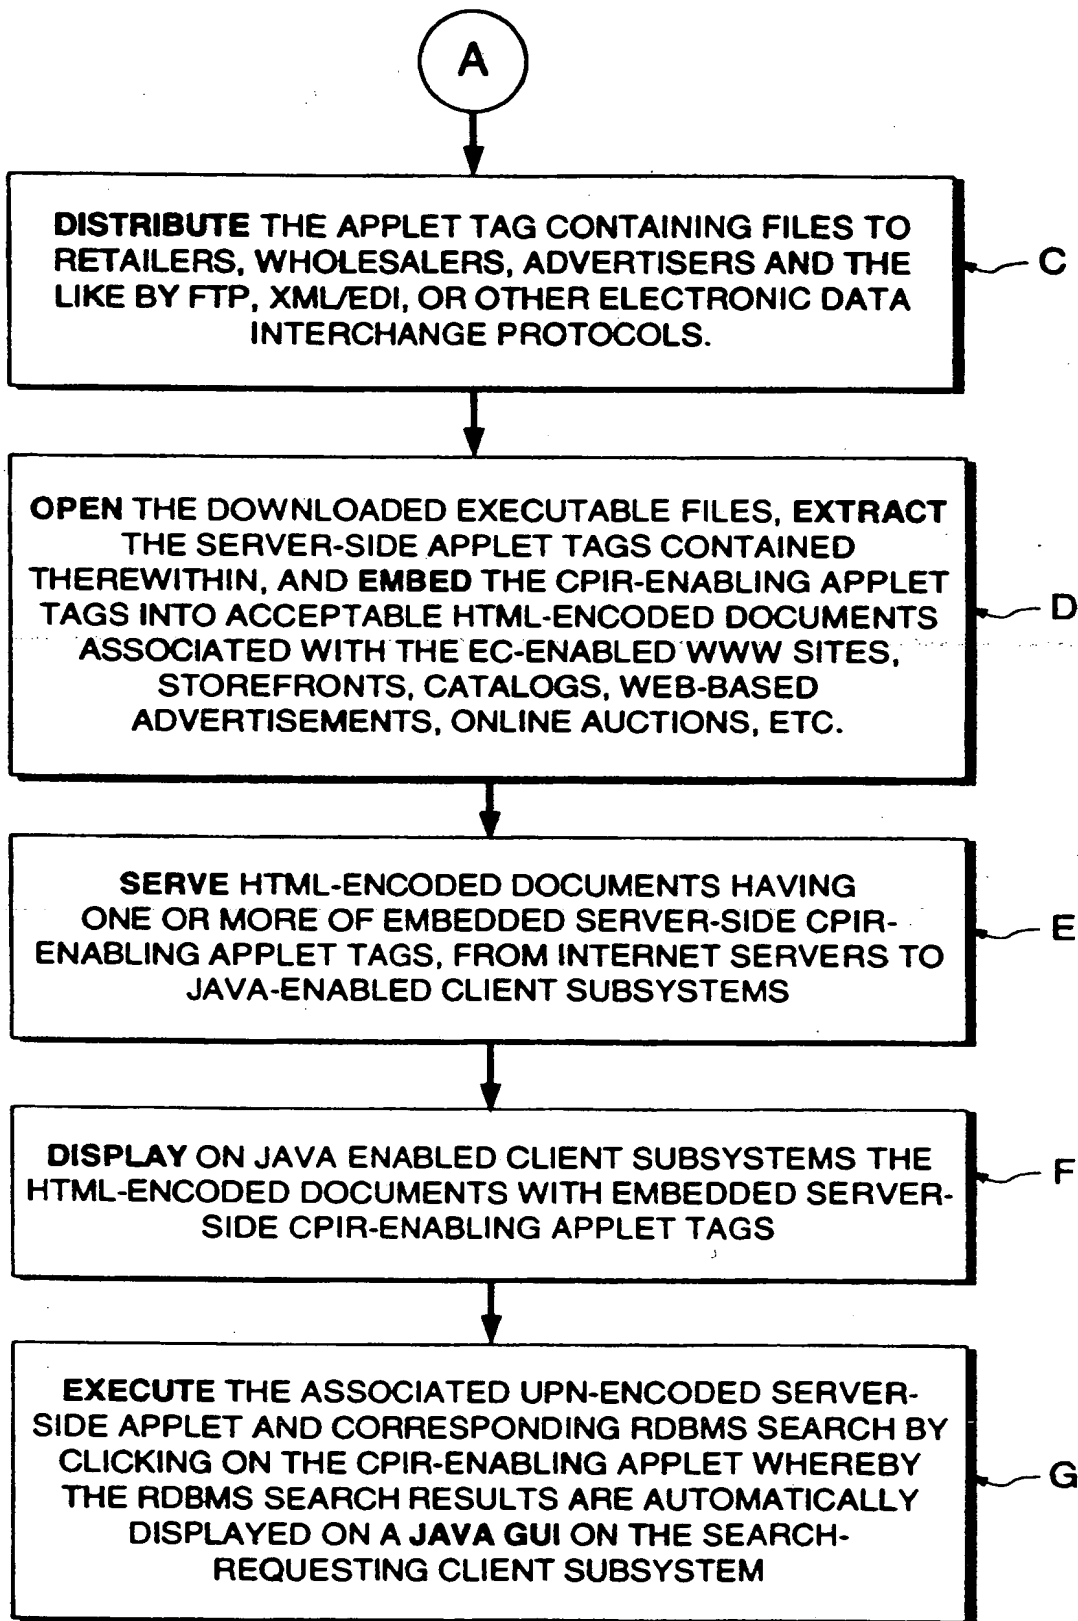 A
DISTRIBUTE THE APPLET TAG CONTAINING FILES TO
RETAILERS, WHOLESALERS, ADVERTISERS AND THE
LIKE BY FTP, XML/EDI, OR OTHER ELECTRONIC DATA
INTERCHANGE PROTOCOLS.
C
OPEN THE DOWNLOADED EXECUTABLE FILES, EXTRACT
THE SERVER-SIDE APPLET TAGS CONTAINED
THEREWITHIN, AND EMBED THE CPIR-ENABLING APPLET
TAGS INTO ACCEPTABLE HTML-ENCODED DOCUMENTS
ASSOCIATED WITH THE EC-ENABLED WWW SITES,
STOREFRONTS, CATALOGS, WEB-BASED
ADVERTISEMENTS, ONLINE AUCTIONS, ETC.
D
SERVE HTML-ENCODED DOCUMENTS HAVING
ONE OR MORE OF EMBEDDED SERVER-SIDE CPIR-
ENABLING APPLET TAGS, FROM INTERNET SERVERS TO
JAVA-ENABLED CLIENT SUBSYSTEMS
E
DISPLAY ON JAVA ENABLED CLIENT SUBSYSTEMS THE
HTML-ENCODED DOCUMENTS WITH EMBEDDED SERVER-
SIDE CPIR-ENABLING APPLET TAGS
F
EXECUTE THE ASSOCIATED UPN-ENCODED SERVER-
SIDE APPLET AND CORRESPONDING RDBMS SEARCH BY
CLICKING ON THE CPIR-ENABLING APPLET WHEREBY
THE RDBMS SEARCH RESULTS ARE AUTOMATICALLY
DISPLAYED ON A JAVA GUI ON THE SEARCH-
REQUESTING CLIENT SUBSYSTEM
G